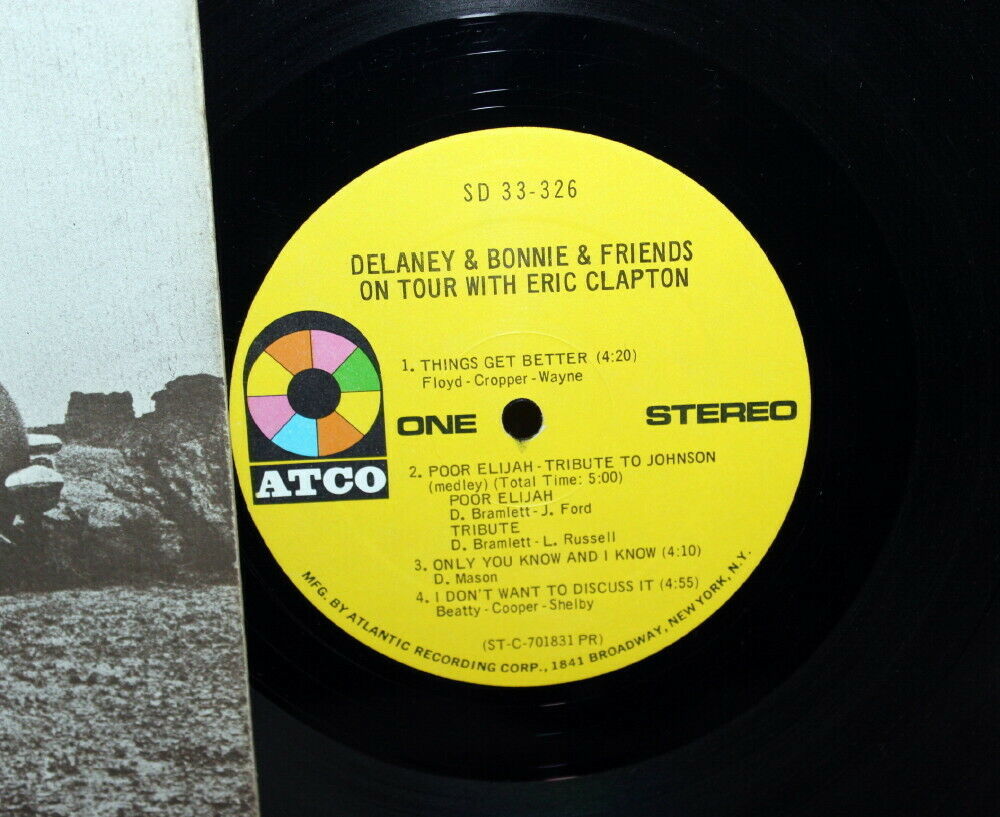 SD 33-326
DELANEY & BONNIE & FRIENDS
ON TOUR WITH ERIC CLAPTON
1. THINGS GET BETTER (4:20)
Floyd-Cropper-Wayne
ONE
STEREO
ATCO
2. POOR ELIJAH-TRIBUTE TO JOHNSON
(medley) (Total Time: 5:00)
POOR ELIJAH
D. Bramlett-J. Ford
TRIBUTE
D. Bramlett-L. Russell
3. ONLY YOU KNOW AND I KNOW (4:10)
D. Mason
4. I DON'T WANT TO DISCUSS IT (4:55)
Beatty-Cooper-Shelby
(ST-C-701831 PR)
MFG. BY ATLANTIC RECORDING CORP., 1841 BROADWAY, NEW YORK, N.Y.